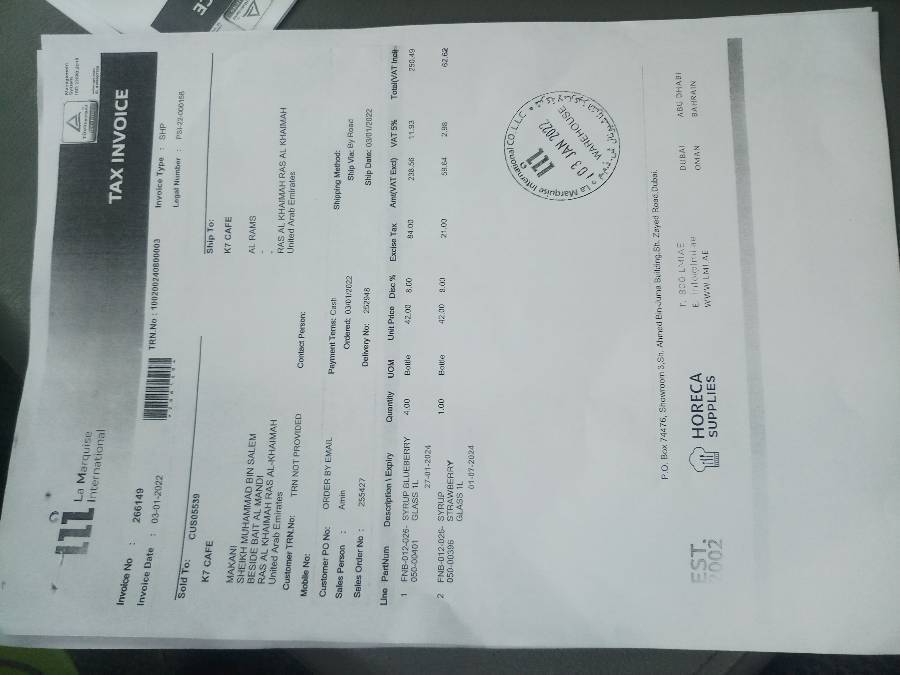 La Marquise
International
Management
System
TAX INVOICE
Invoice No : 266149
TRN.No : 100200240800003
Invoice Type : SHP
Invoice Date : 03-01-2022
Legal Number : PSI-22-000156
Sold To: CUS05539
Ship To:
K7 CAFE
K7 CAFE
MAKANI
SHEIKH MUHAMMAD BIN SALEM
BESIDE BAIT AL MANDI
RAS AL KHAIMAH RAS AL-KHAIMAH
United Arab Emirates
AL RAMS
-
-
RAS AL KHAIMAH RAS AL KHAIMAH
United Arab Emirates
Customer TRN.No: TRN NOT PROVIDED
Mobile No:
Contact Person:
Customer PO No: ORDER BY EMAIL
Payment Terms: Cash
Shipping Method:
Sales Person : Amin
Ordered: 03/01/2022
Ship Via: By Road
Sales Order No : 255427
Delivery No: 252948
Ship Date: 03/01/2022
Line PartNum Description \ Expiry Quantity UOM Unit Price Disc % Excise Tax Amt(VAT Excl) VAT 5% Total(VAT Incl)
1 FNB-012-026- SYRUP BLUEBERRY 4.00 Bottle 42.00 8.00 84.00 238.56 11.93 250.49
050-00401 GLASS 1L
27-01-2024
2 FNB-012-025- SYRUP 1.00 Bottle 42.00 8.00 21.00 59.64 2.98 62.62
050-00396 STRAWBERRY
GLASS 1L
01-07-2024
La Marquise International CO. L.L.C.
03 JAN 2022
WAREHOUSE
P.O. Box 74476, Showroom 3,Sh. Ahmed Bin Juma Building,Sh. Zayed Road,Dubai.
EST.
2002
HORECA
SUPPLIES
T. 800 LMI AE
E. info@lmi.ae
WWW.LMI.AE
DUBAI
OMAN
ABU DHABI
BAHRAIN